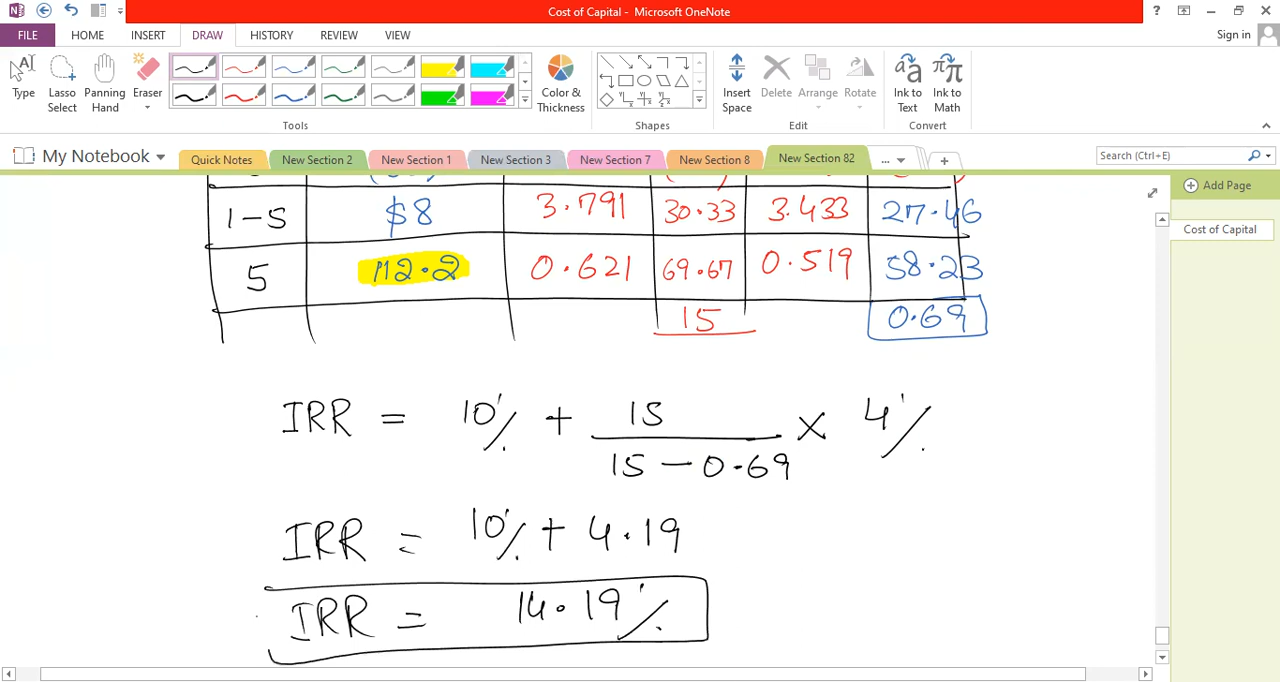 Cost of Capital - Microsoft OneNote
?
FILE HOME INSERT DRAW HISTORY REVIEW VIEW
Sign in
Type
Lasso Select
Panning Hand
Eraser
Color & Thickness
Insert Space
Delete
Arrange
Rotate
Ink to Text
Ink to Math
Tools
Shapes
Edit
Convert
My Notebook
Quick Notes
New Section 2
New Section 1
New Section 3
New Section 7
New Section 8
New Section 82
...
Search (Ctrl+E)
Add Page
Cost of Capital
1-5 $8 3.791 30.33 3.433 27.46
5 112.2 0.621 69.67 0.519 58.23
15 0.69
IRR = 10% + 15 × 4%
15 - 0.69
IRR = 10% + 4.19
IRR = 14.19%